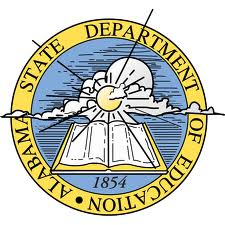 ALABAMA STATE DEPARTMENT OF EDUCATION •
1854